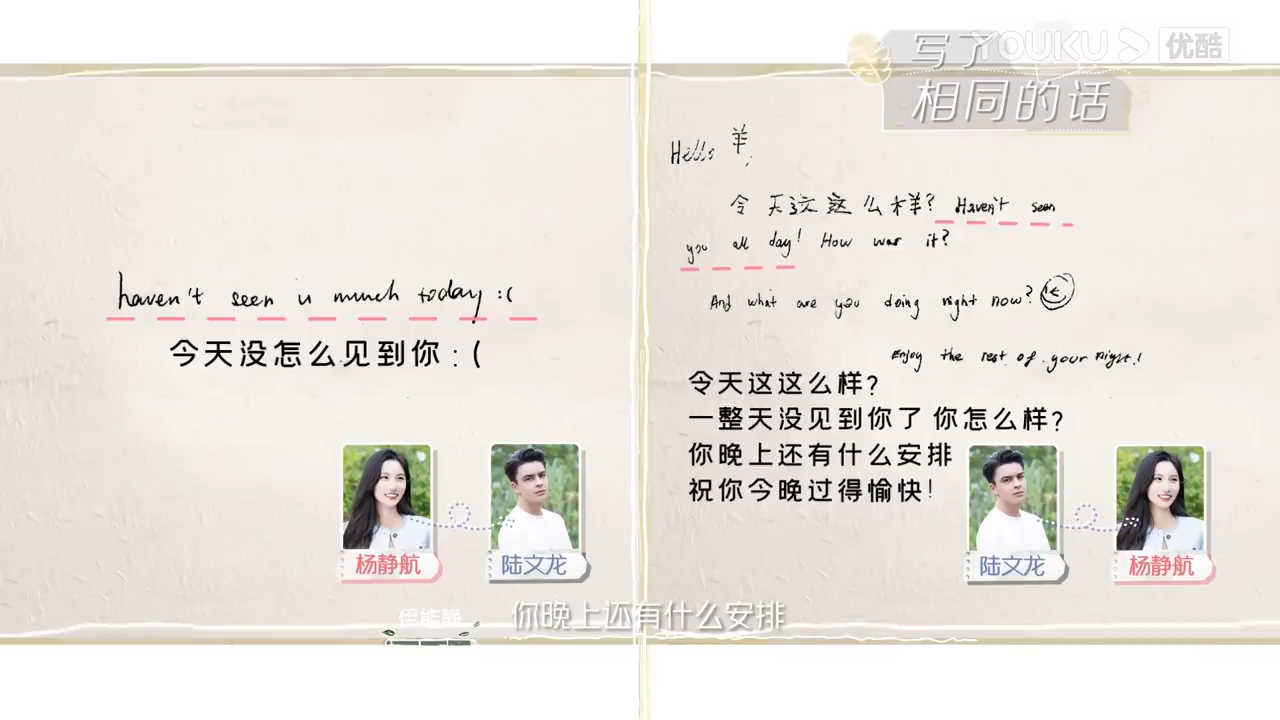 写了
相同的话
YOUKU 优酷
haven't seen u much today :(
今天没怎么见到你 :(
杨静航
陆文龙
Hello 羊,
令天这这么样? Haven't seen
you all day! How was it?
And what are you doing right now?
Enjoy the rest of your night!
令天这这么样?
一整天没见到你了 你怎么样?
你晚上还有什么安排
祝你今晚过得愉快!
陆文龙
杨静航
伊能静
你晚上还有什么安排